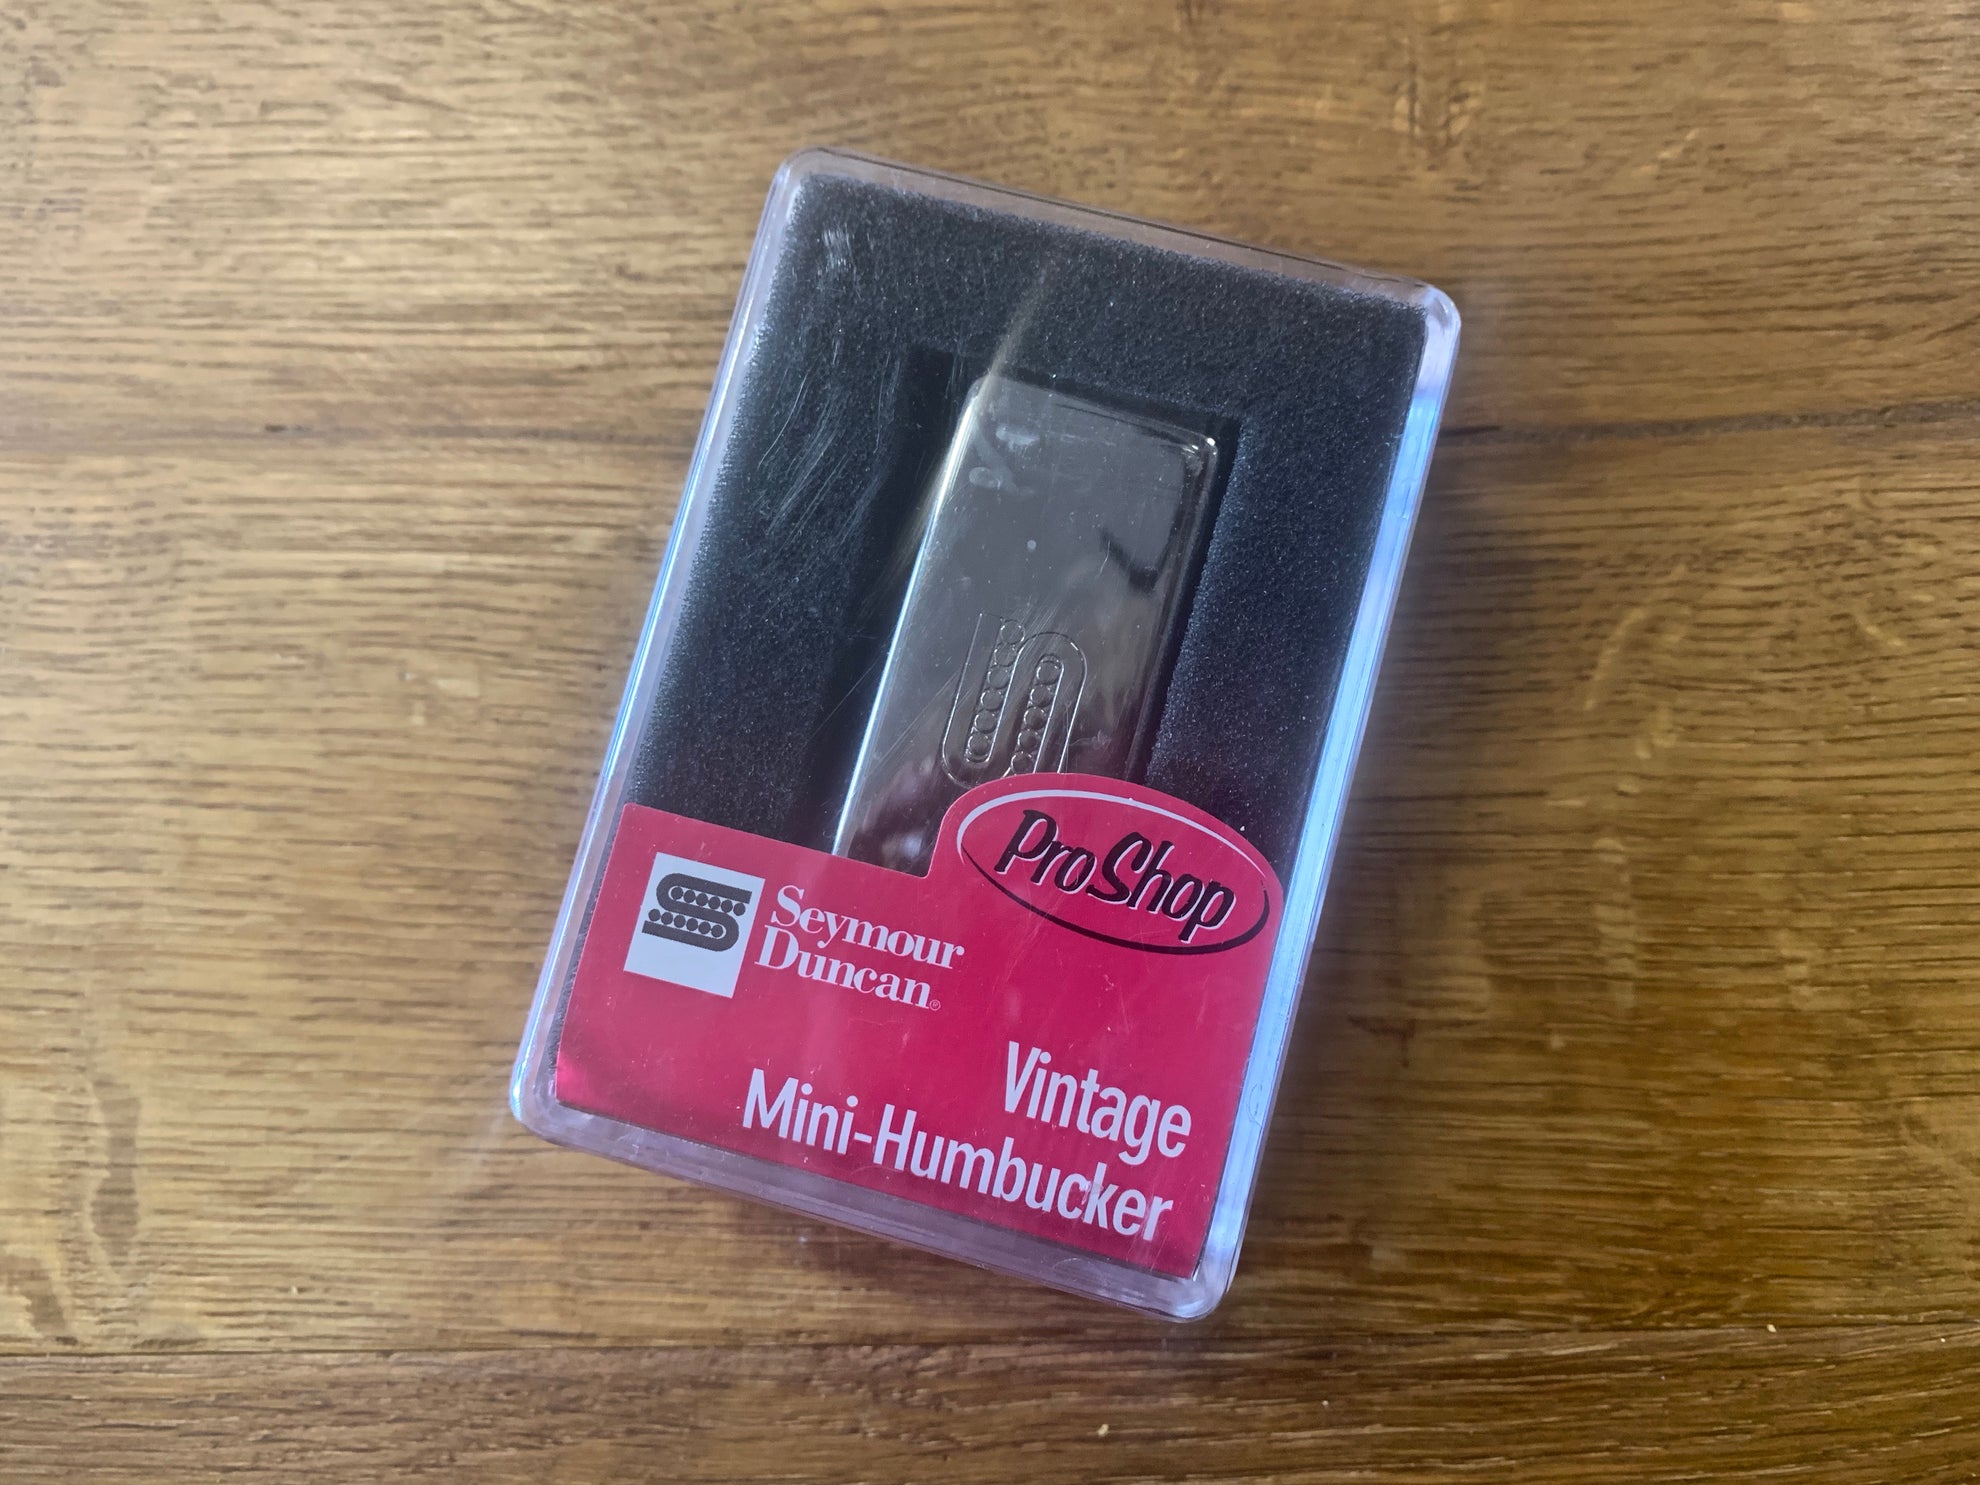 ProShop
Seymour
Duncan®
Vintage
Mini-Humbucker